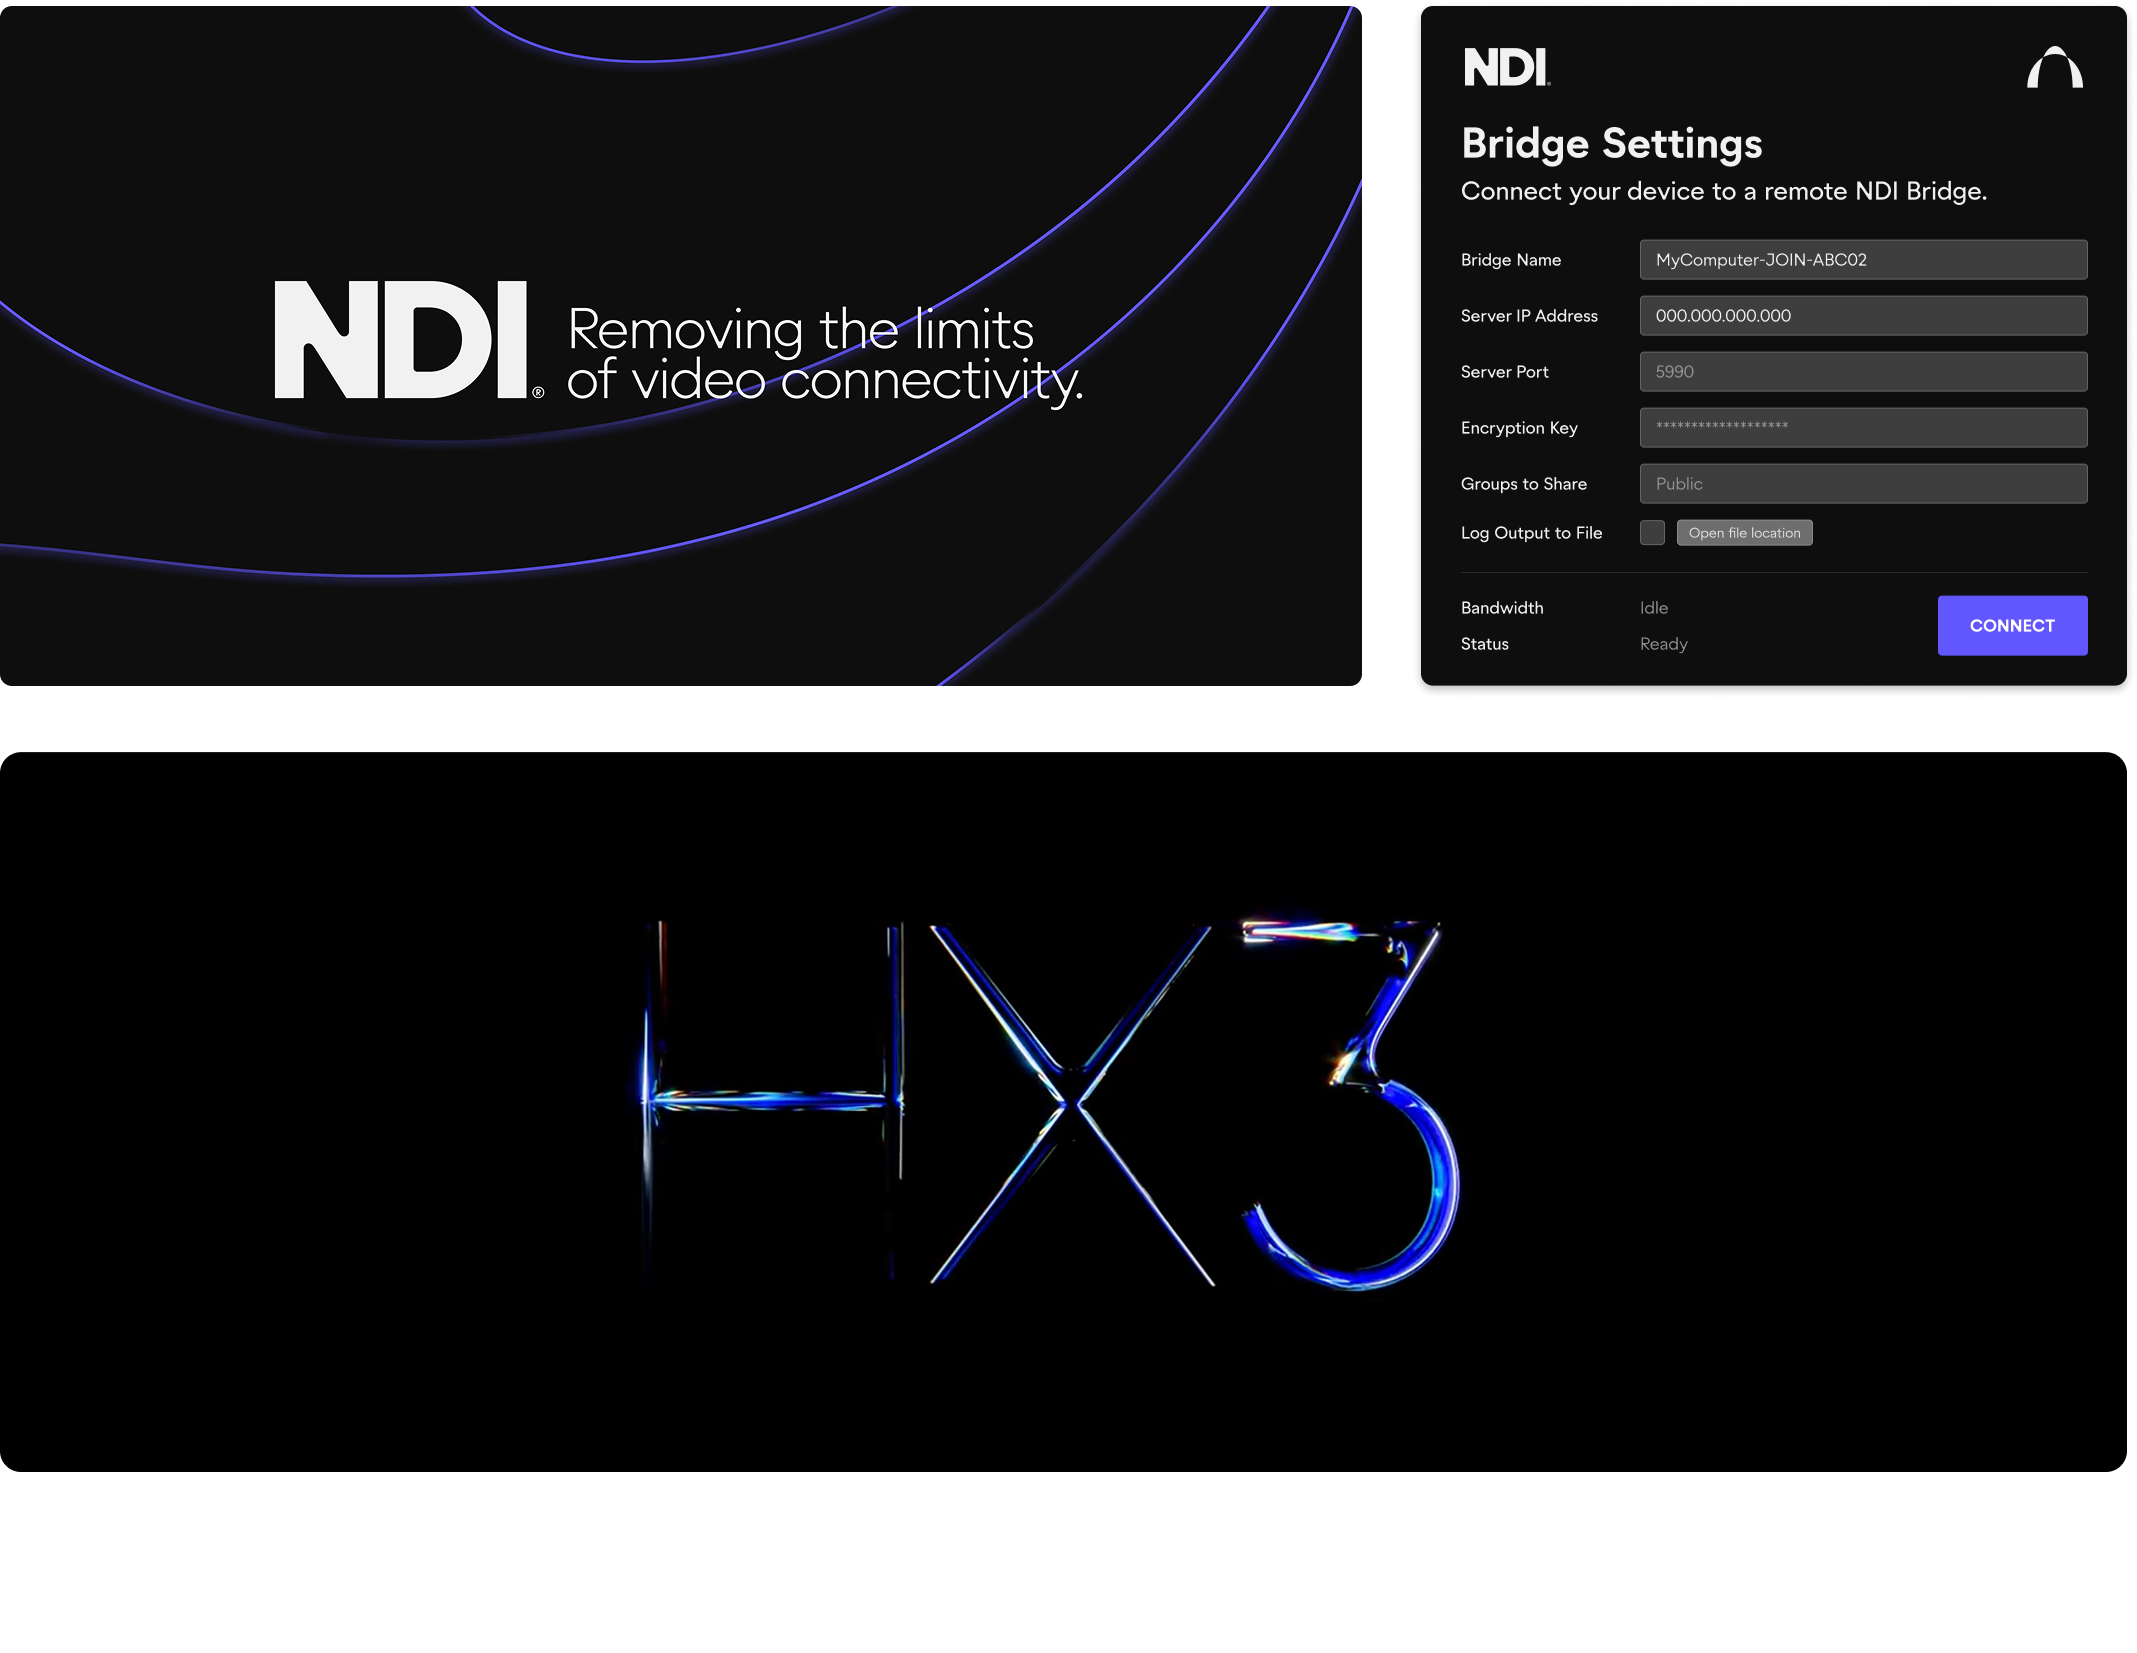 NDI® Removing the limits
of video connectivity.
NDI®
Bridge Settings
Connect your device to a remote NDI Bridge.
Bridge Name MyComputer-JOIN-ABC02
Server IP Address 000.000.000.000
Server Port 5990
Encryption Key *******************
Groups to Share Public
Log Output to File Open file location
Bandwidth Idle
Status Ready
CONNECT
HX3